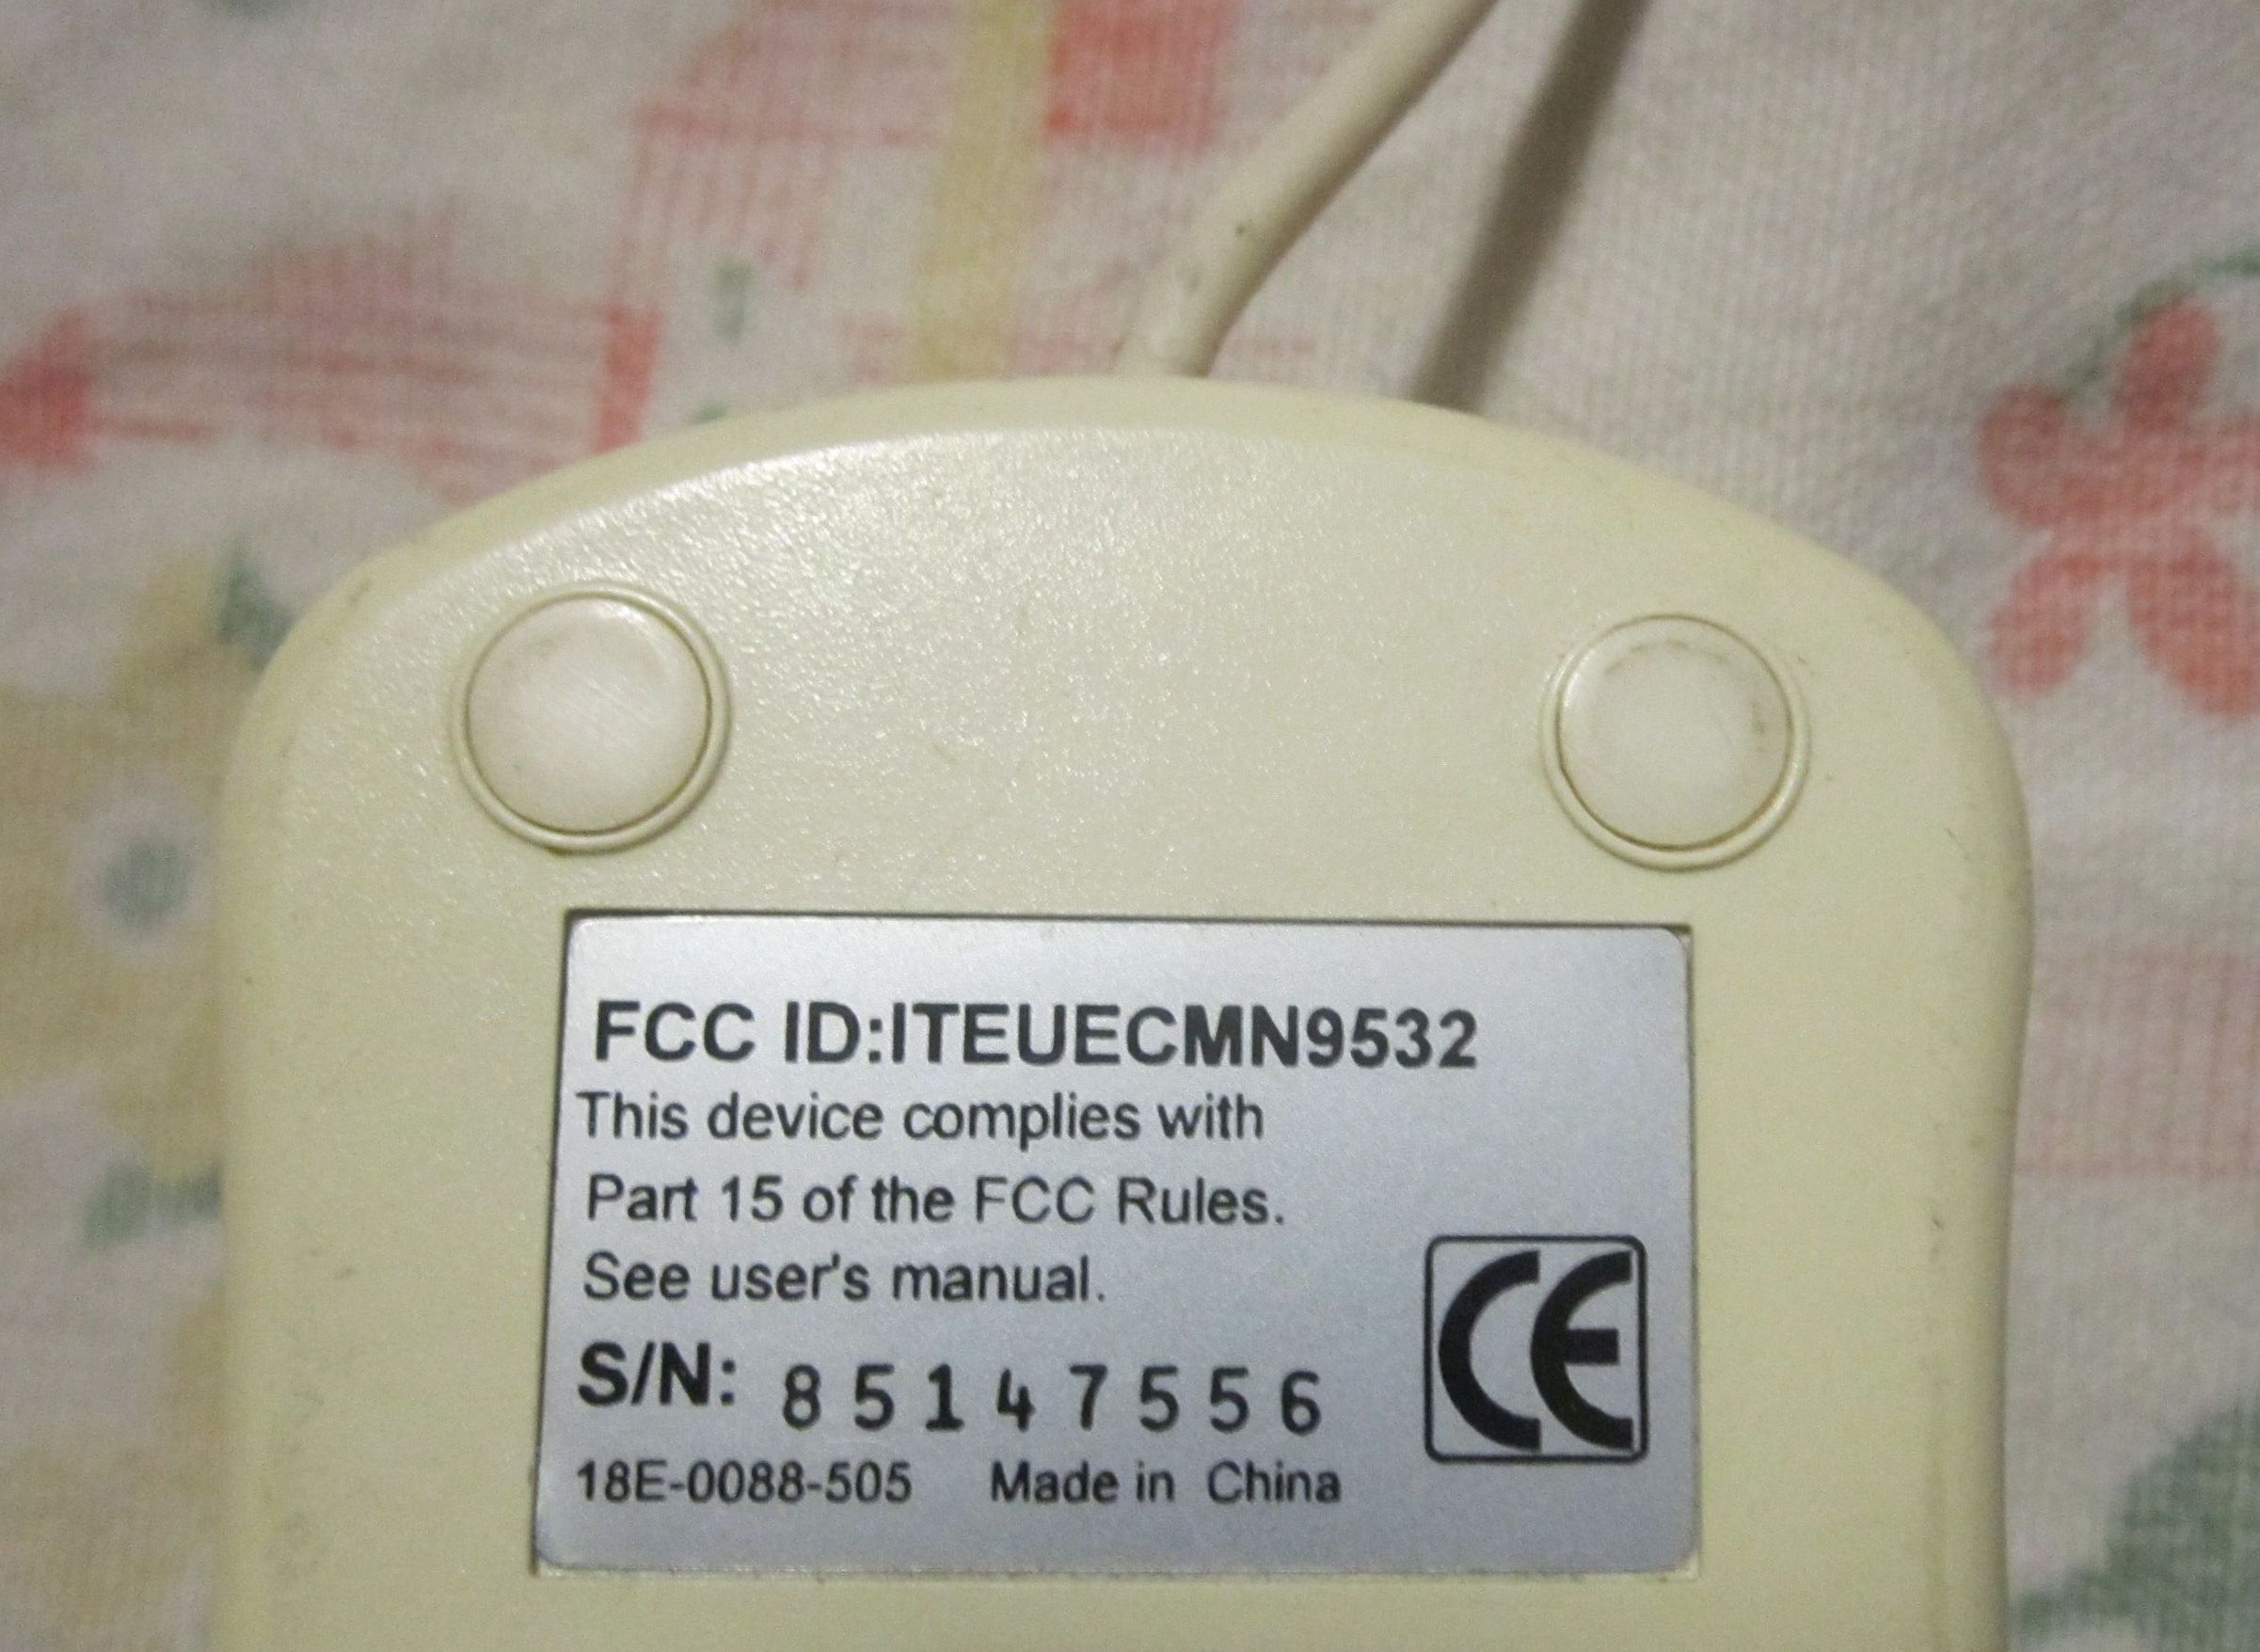 FCC ID:ITEUECMN9532
This device complies with
Part 15 of the FCC Rules.
See user's manual.
S/N: 85147556
18E-0088-505 Made in China
CE